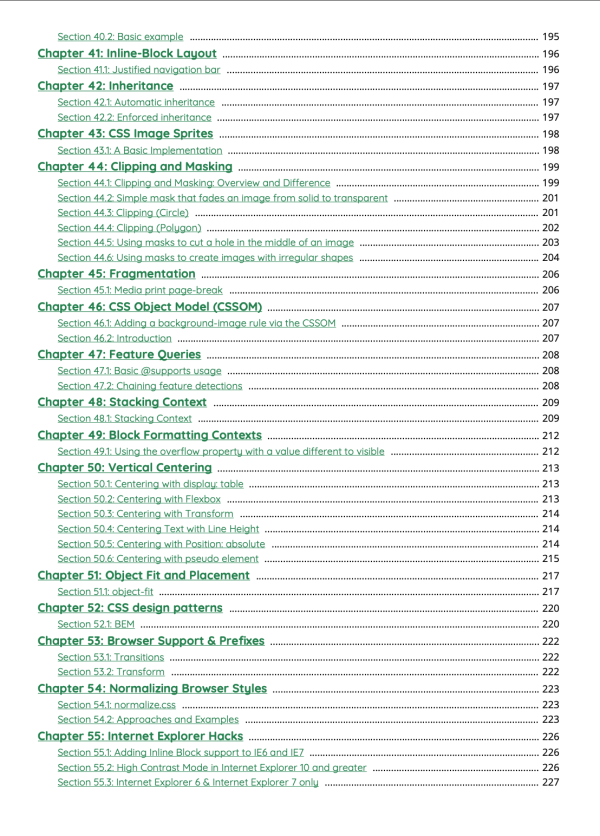 Section 40.2: Basic example ........ 195
Chapter 41: Inline-Block Layout ........ 196
Section 41.1: Justified navigation bar ........ 196
Chapter 42: Inheritance ........ 197
Section 42.1: Automatic inheritance ........ 197
Section 42.2: Enforced inheritance ........ 197
Chapter 43: CSS Image Sprites ........ 198
Section 43.1: A Basic Implementation ........ 198
Chapter 44: Clipping and Masking ........ 199
Section 44.1: Clipping and Masking: Overview and Difference ........ 199
Section 44.2: Simple mask that fades an image from solid to transparent ........ 201
Section 44.3: Clipping (Circle) ........ 201
Section 44.4: Clipping (Polygon) ........ 202
Section 44.5: Using masks to cut a hole in the middle of an image ........ 203
Section 44.6: Using masks to create images with irregular shapes ........ 204
Chapter 45: Fragmentation ........ 206
Section 45.1: Media print page-break ........ 206
Chapter 46: CSS Object Model (CSSOM) ........ 207
Section 46.1: Adding a background-image rule via the CSSOM ........ 207
Section 46.2: Introduction ........ 207
Chapter 47: Feature Queries ........ 208
Section 47.1: Basic @supports usage ........ 208
Section 47.2: Chaining feature detections ........ 208
Chapter 48: Stacking Context ........ 209
Section 48.1: Stacking Context ........ 209
Chapter 49: Block Formatting Contexts ........ 212
Section 49.1: Using the overflow property with a value different to visible ........ 212
Chapter 50: Vertical Centering ........ 213
Section 50.1: Centering with display: table ........ 213
Section 50.2: Centering with Flexbox ........ 213
Section 50.3: Centering with Transform ........ 214
Section 50.4: Centering Text with Line Height ........ 214
Section 50.5: Centering with Position: absolute ........ 214
Section 50.6: Centering with pseudo element ........ 215
Chapter 51: Object Fit and Placement ........ 217
Section 51.1: object-fit ........ 217
Chapter 52: CSS design patterns ........ 220
Section 52.1: BEM ........ 220
Chapter 53: Browser Support & Prefixes ........ 222
Section 53.1: Transitions ........ 222
Section 53.2: Transform ........ 222
Chapter 54: Normalizing Browser Styles ........ 223
Section 54.1: normalize.css ........ 223
Section 54.2: Approaches and Examples ........ 223
Chapter 55: Internet Explorer Hacks ........ 226
Section 55.1: Adding Inline Block support to IE6 and IE7 ........ 226
Section 55.2: High Contrast Mode in Internet Explorer 10 and greater ........ 226
Section 55.3: Internet Explorer 6 & Internet Explorer 7 only ........ 227